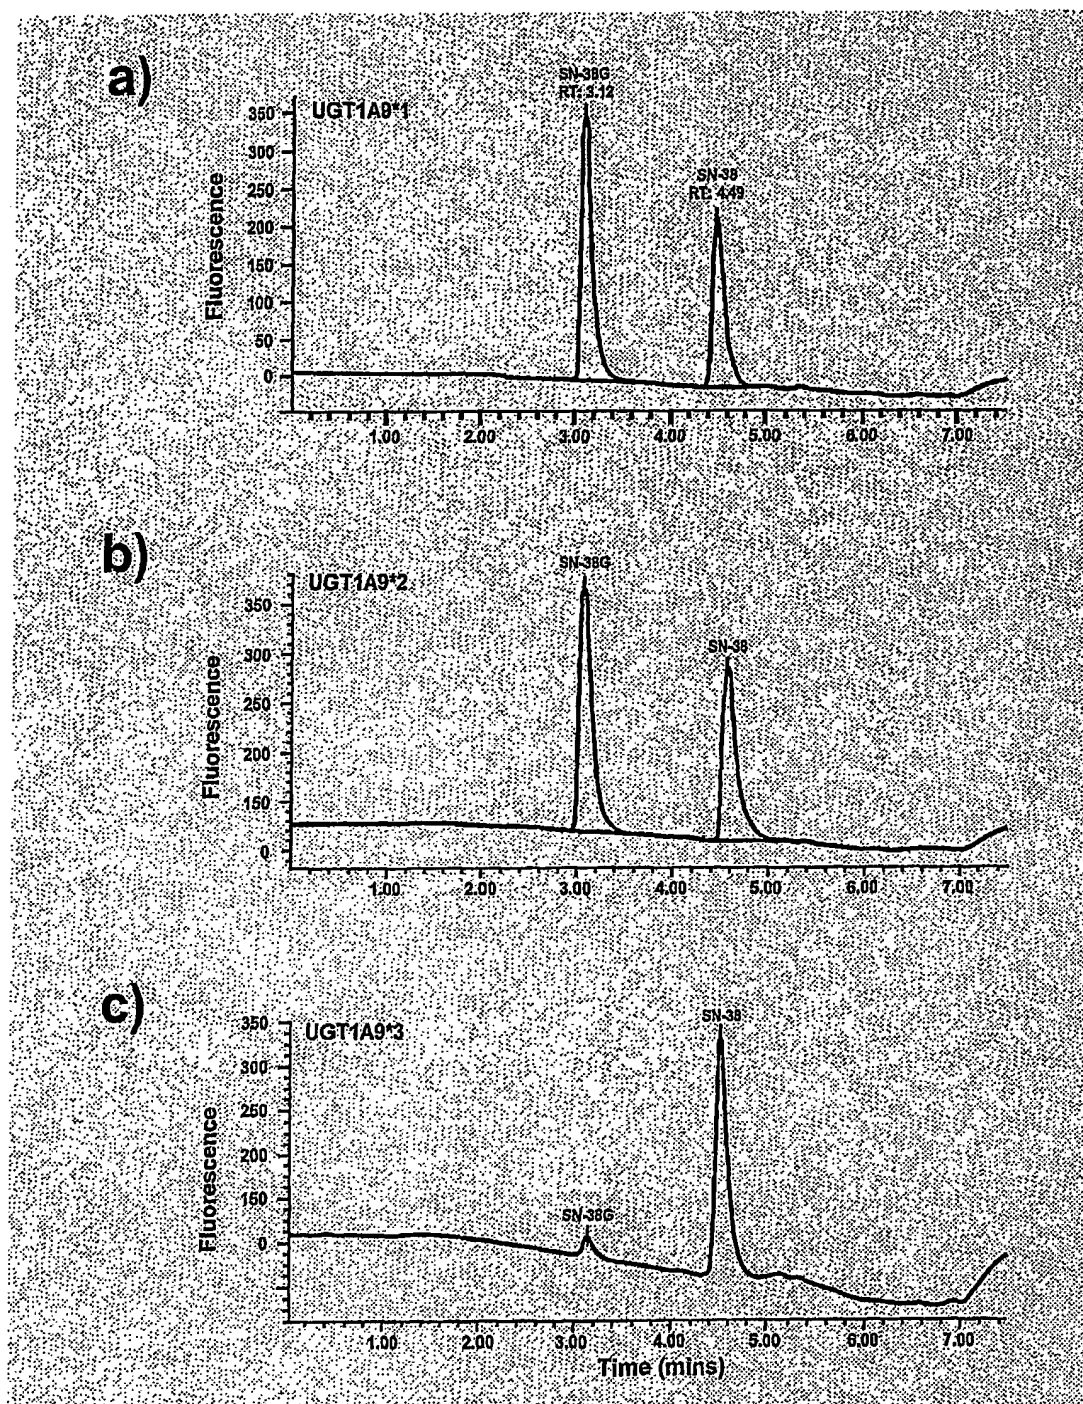 a)
SN-38G
RT: 3.12
UGT1A9*1
SN-38
RT: 4.49
Fluorescence
350
300
250
200
150
100
50
0
1.00 2.00 3.00 4.00 5.00 6.00 7.00
b)
SN-38G
UGT1A9*2
SN-38
Fluorescence
350
300
250
200
150
0
1.00 2.00 3.00 4.00 5.00 6.00 7.00
c)
SN-38
UGT1A9*3
SN-38G
Fluorescence
350
300
250
200
150
0
1.00 2.00 3.00 4.00 5.00 6.00 7.00
Time (mins)